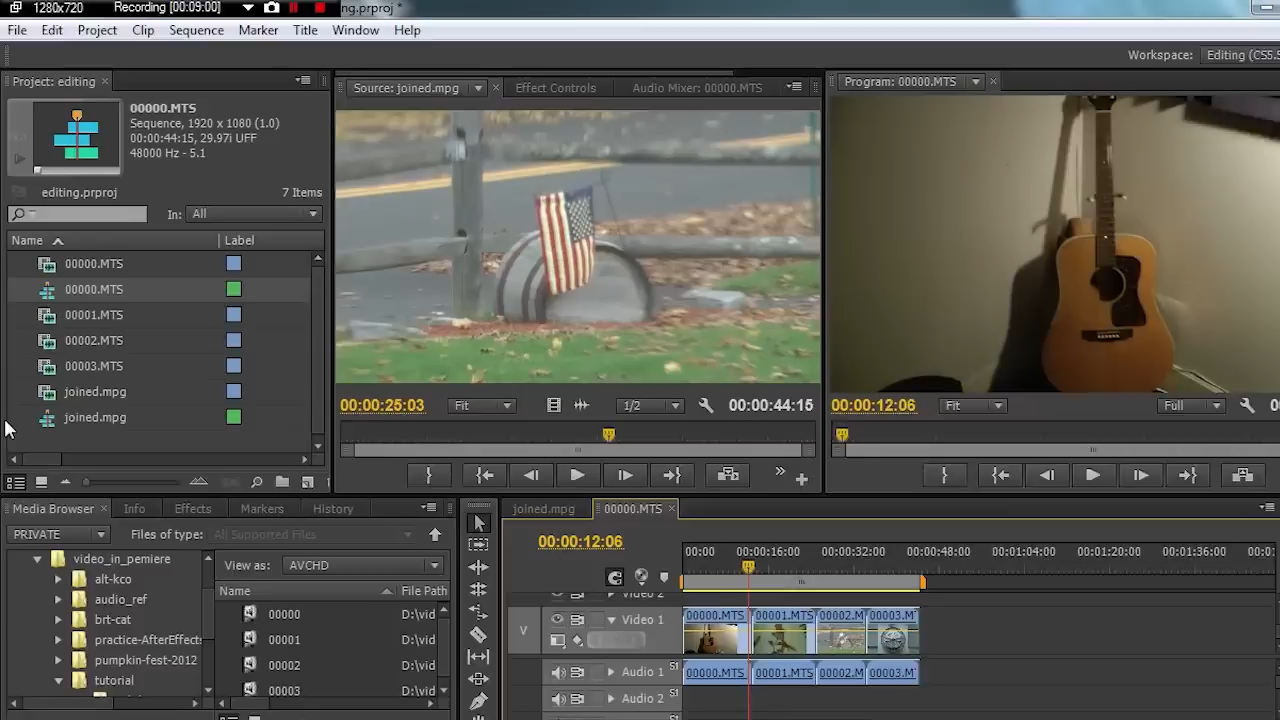 1280x720 Recording [00:09:00] ng.prproj *
File Edit Project Clip Sequence Marker Title Window Help
Workspace: Editing (CS5.5
Project: editing
00000.MTS
Sequence, 1920 x 1080 (1.0)
00:00:44:15, 29.97i UFF
48000 Hz - 5.1
editing.prproj 7 Items
In: All
Name Label
00000.MTS
00000.MTS
00001.MTS
00002.MTS
00003.MTS
joined.mpg
joined.mpg
Source: joined.mpg Effect Controls Audio Mixer: 00000.MTS
00:00:25:03 Fit 1/2 00:00:44:15
Program: 00000.MTS
00:00:12:06 Fit Full
Media Browser Info Effects Markers History
PRIVATE Files of type: All Supported Files
video_in_pemiere
alt-kco
audio_ref
brt-cat
practice-AfterEffects
pumpkin-fest-2012
tutorial
View as: AVCHD
Name File Path
00000 D:\vid
00001 D:\vid
00002 D:\vid
00003 D:\vid
joined.mpg 00000.MTS
00:00:12:06
00:00 00:00:16:00 00:00:32:00 00:00:48:00 00:01:04:00 00:01:20:00 00:01:36:00 00:01
Video 2
V Video 1 00000.MTS 00001.MTS 00002.M 00003.M
Audio 1 S1 00000.MTS 00001.MTS 00002.M 00003.M
Audio 2 S1